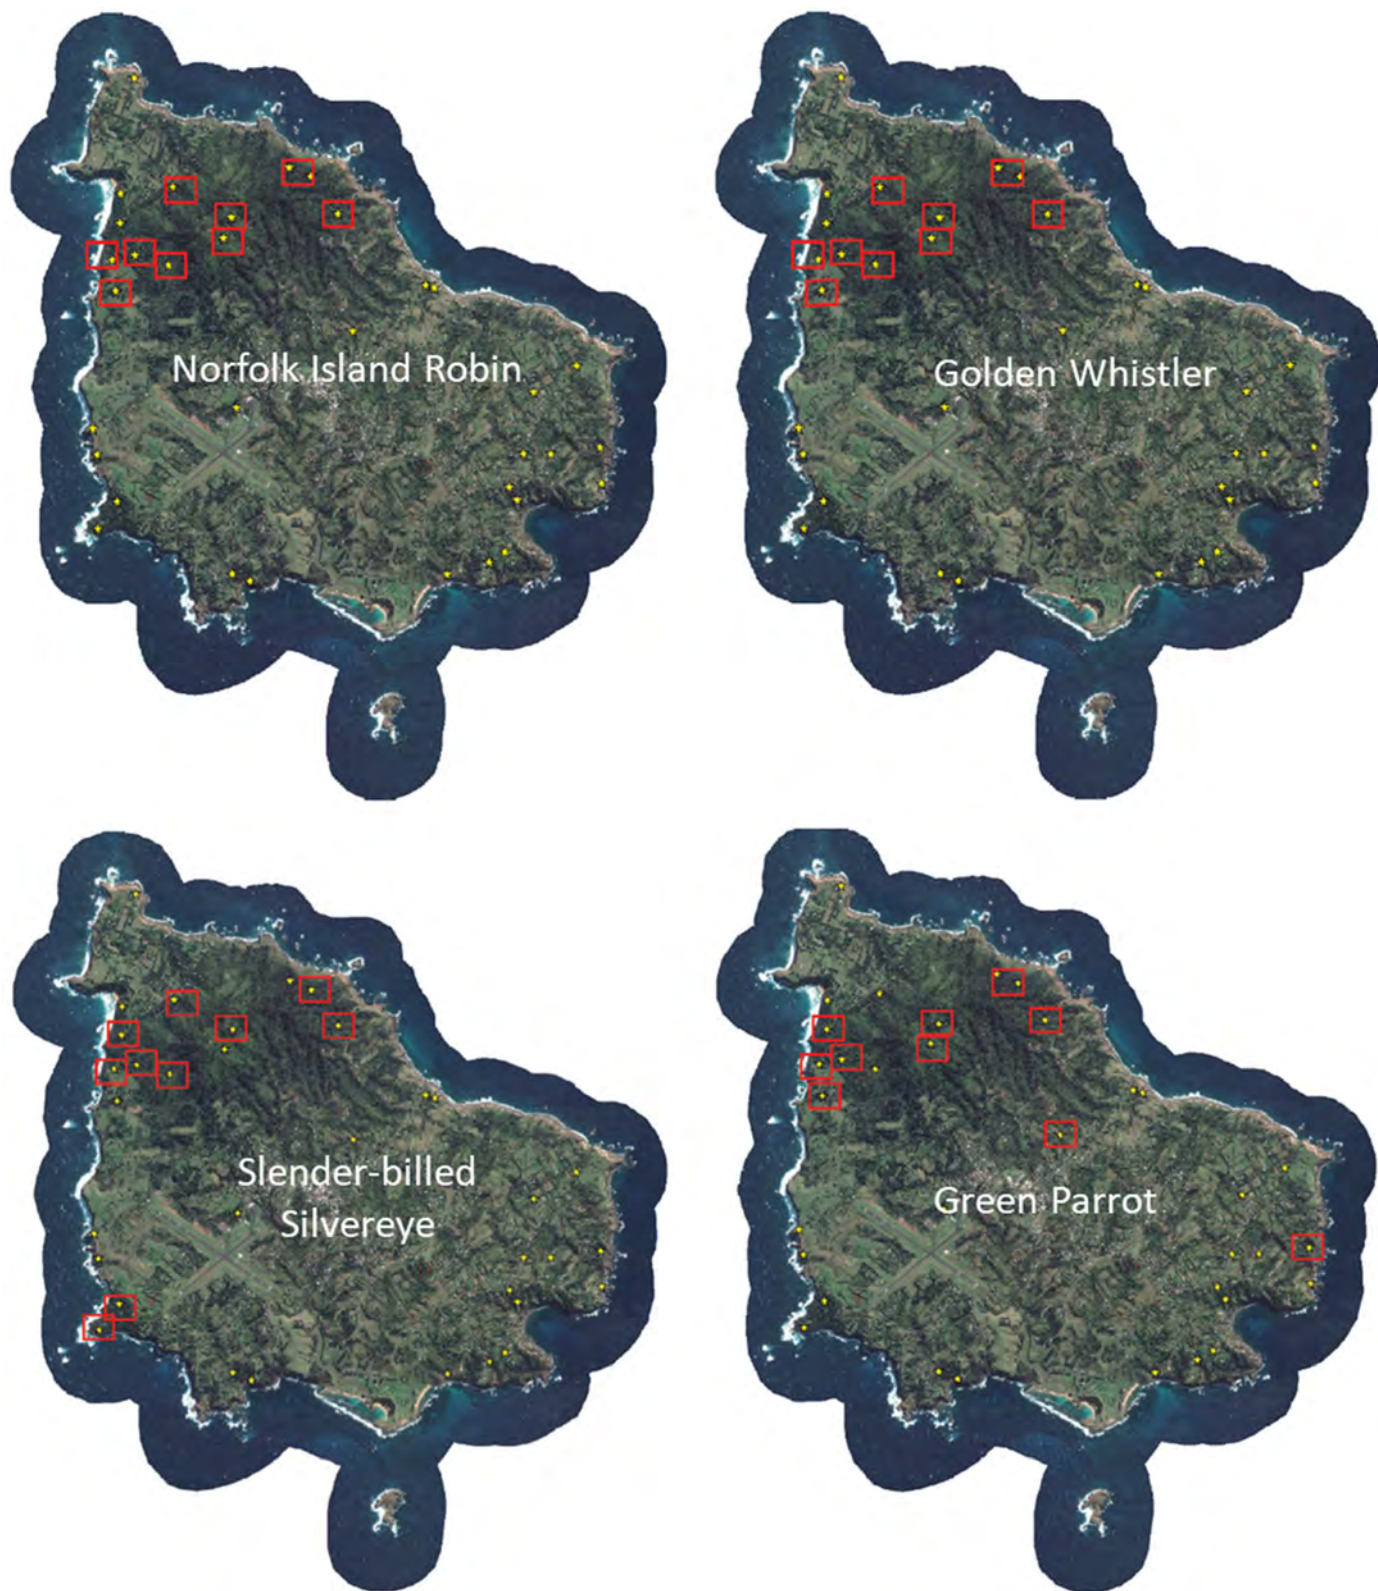 Norfolk Island Robin
Golden Whistler
Slender-billed
Silvereye
Green Parrot